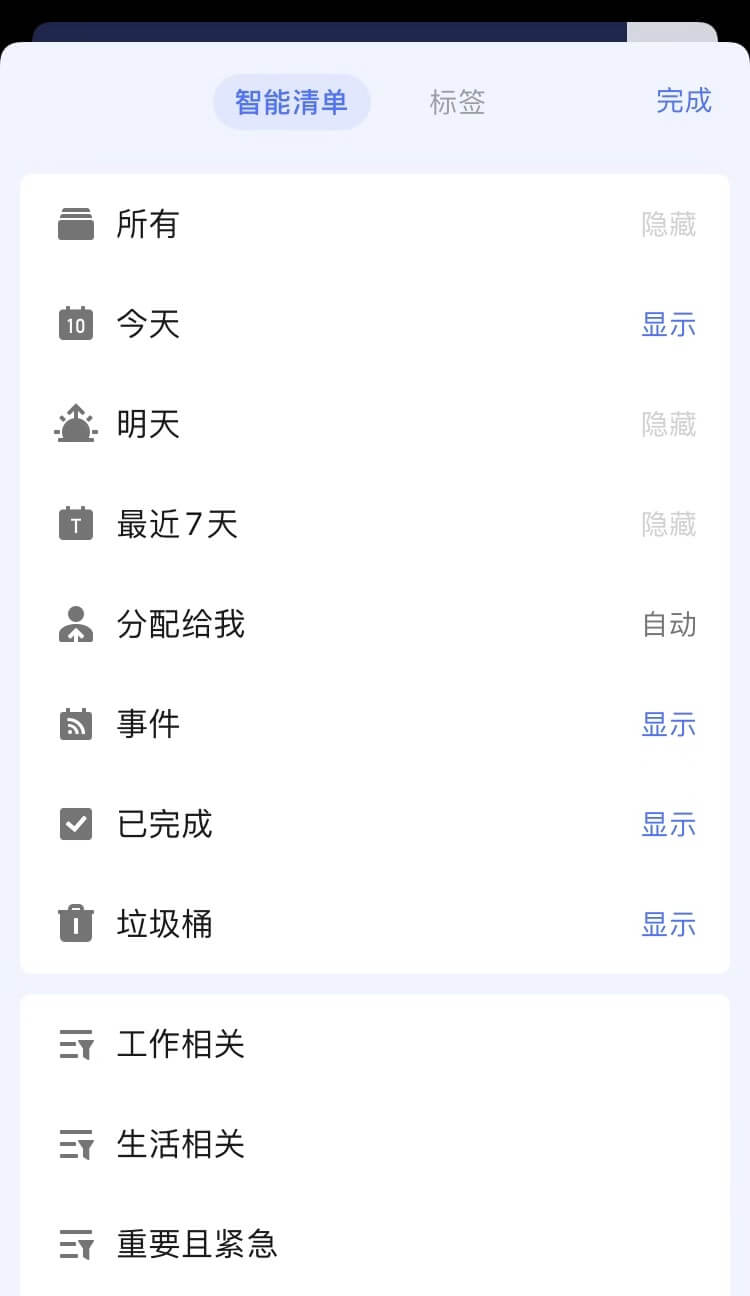 智能清单 标签 完成
所有 隐藏
10 今天 显示
明天 隐藏
T 最近7天 隐藏
分配给我 自动
事件 显示
已完成 显示
垃圾桶 显示
工作相关
生活相关
重要且紧急